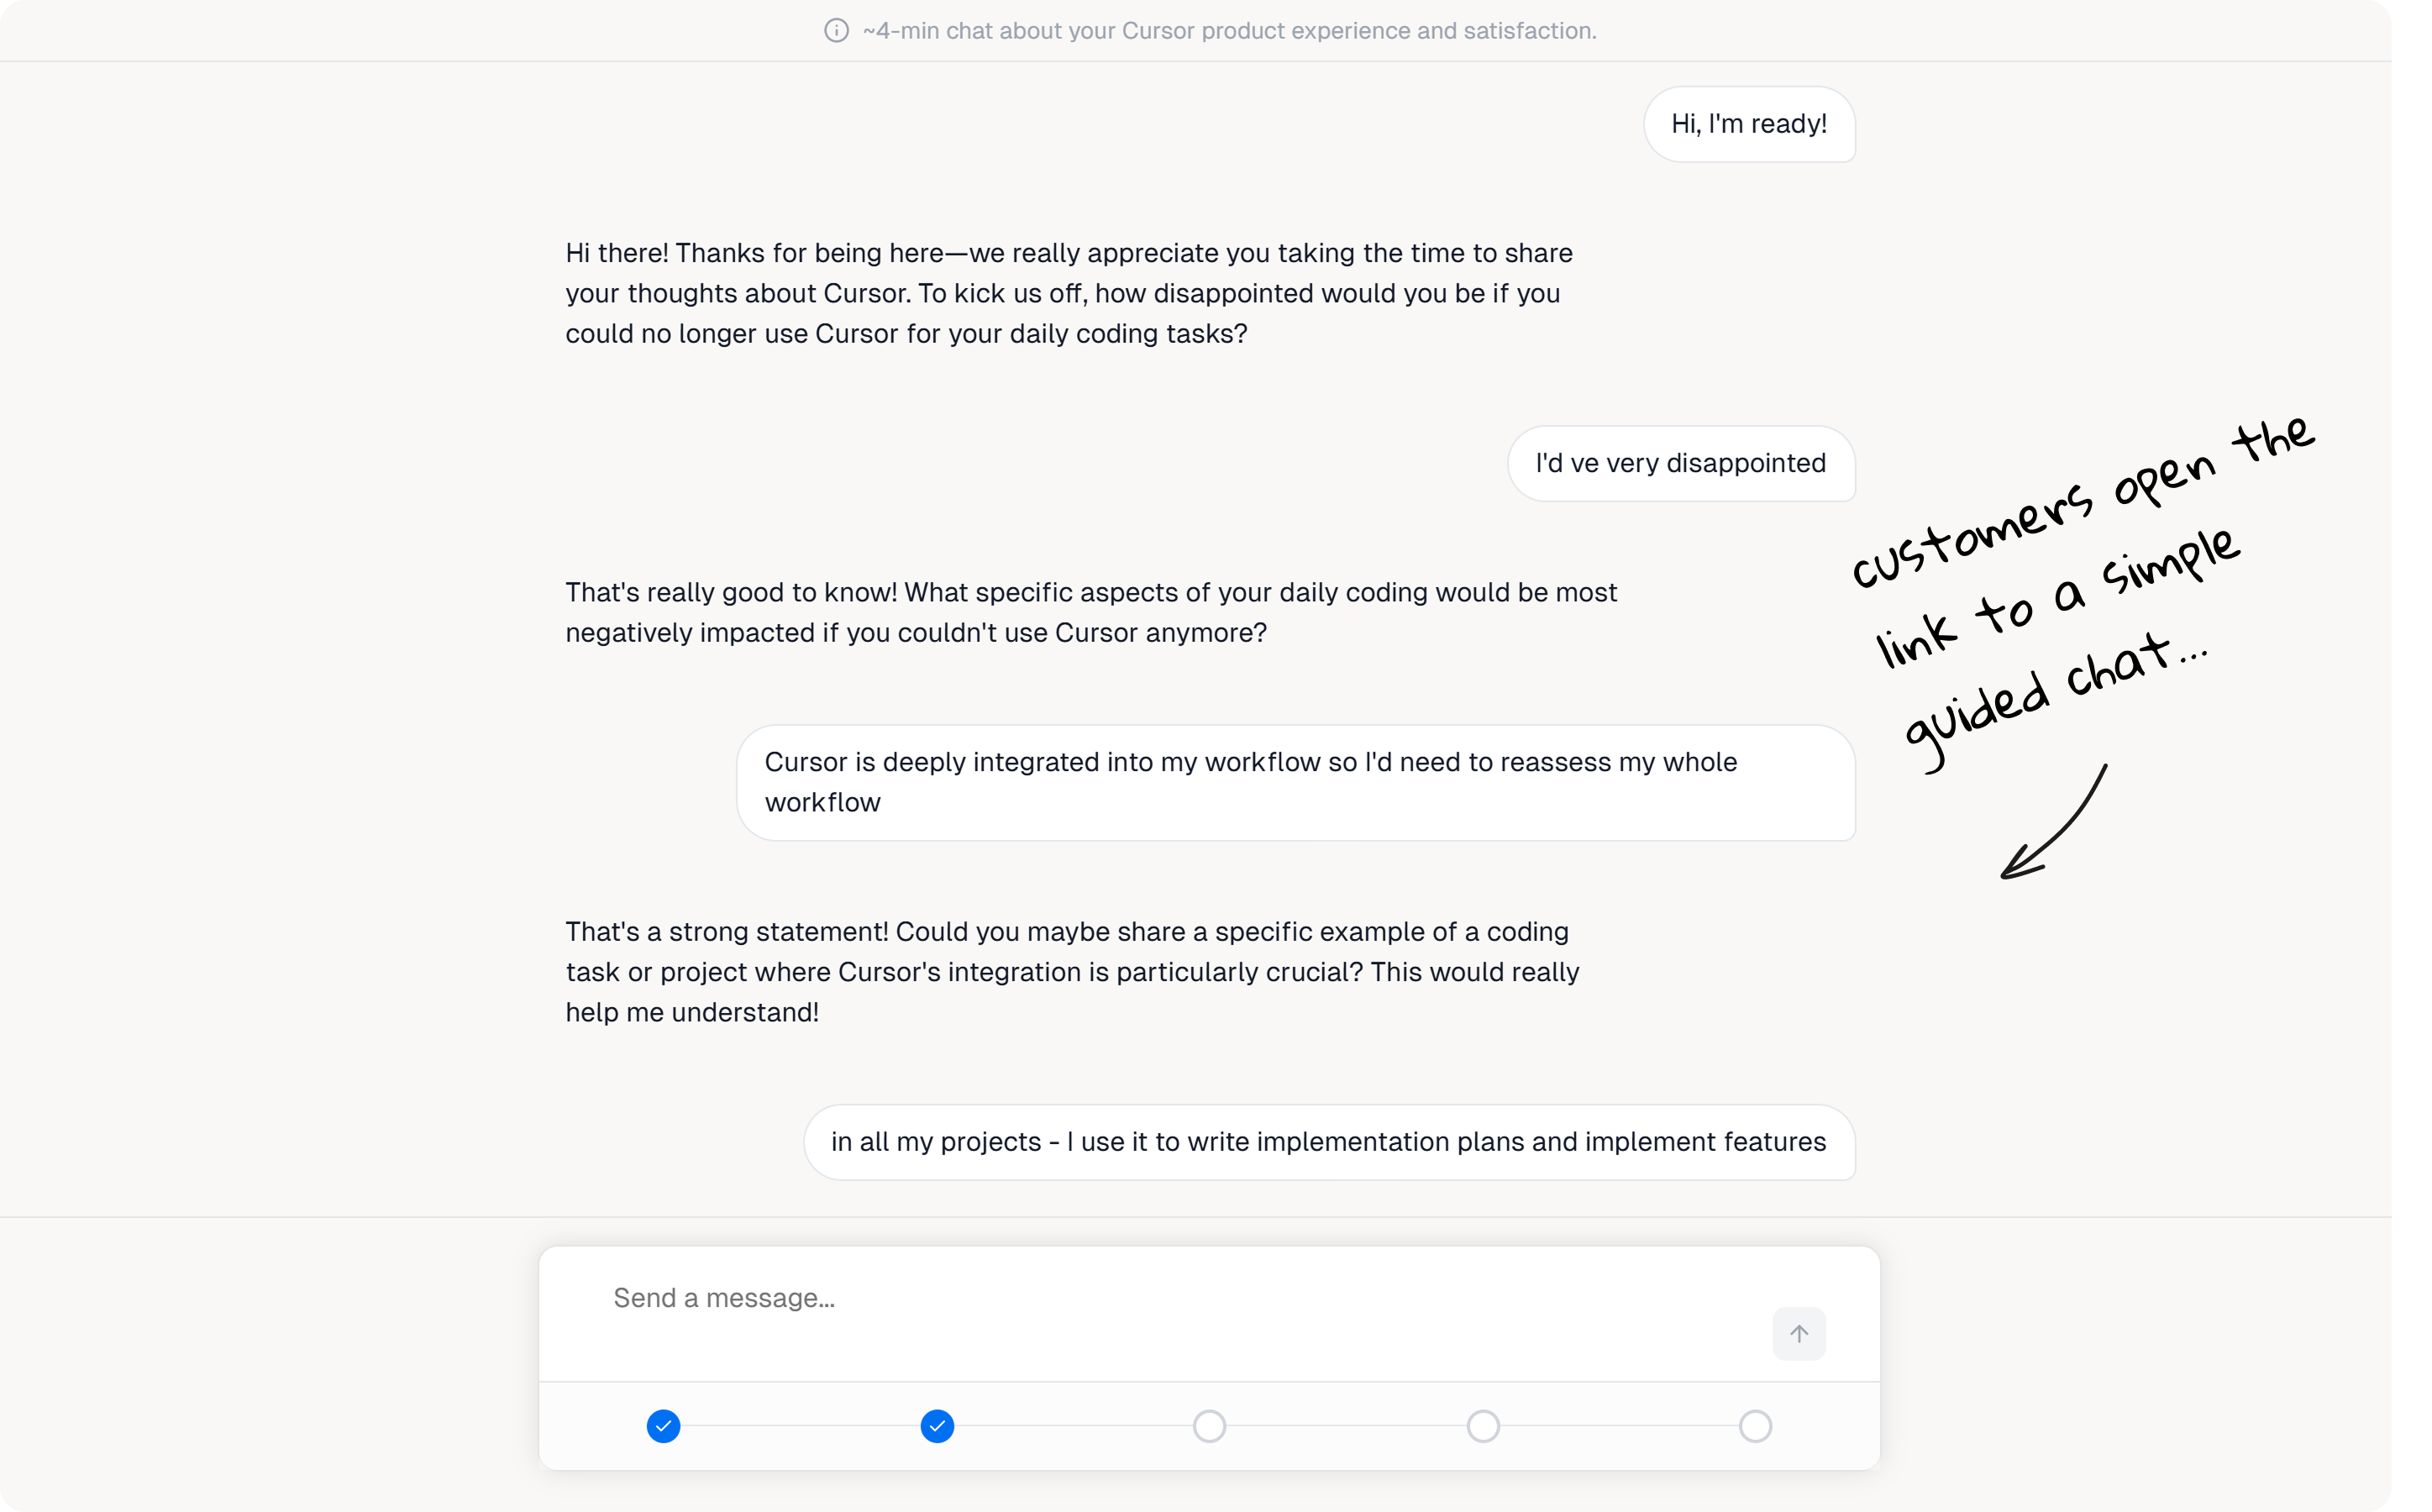 ~4-min chat about your Cursor product experience and satisfaction.
Hi, I'm ready!
Hi there! Thanks for being here—we really appreciate you taking the time to share
your thoughts about Cursor. To kick us off, how disappointed would you be if you
could no longer use Cursor for your daily coding tasks?
I'd ve very disappointed
customers open the
link to a simple
guided chat...
That's really good to know! What specific aspects of your daily coding would be most
negatively impacted if you couldn't use Cursor anymore?
Cursor is deeply integrated into my workflow so I'd need to reassess my whole
workflow
That's a strong statement! Could you maybe share a specific example of a coding
task or project where Cursor's integration is particularly crucial? This would really
help me understand!
in all my projects - I use it to write implementation plans and implement features
Send a message...